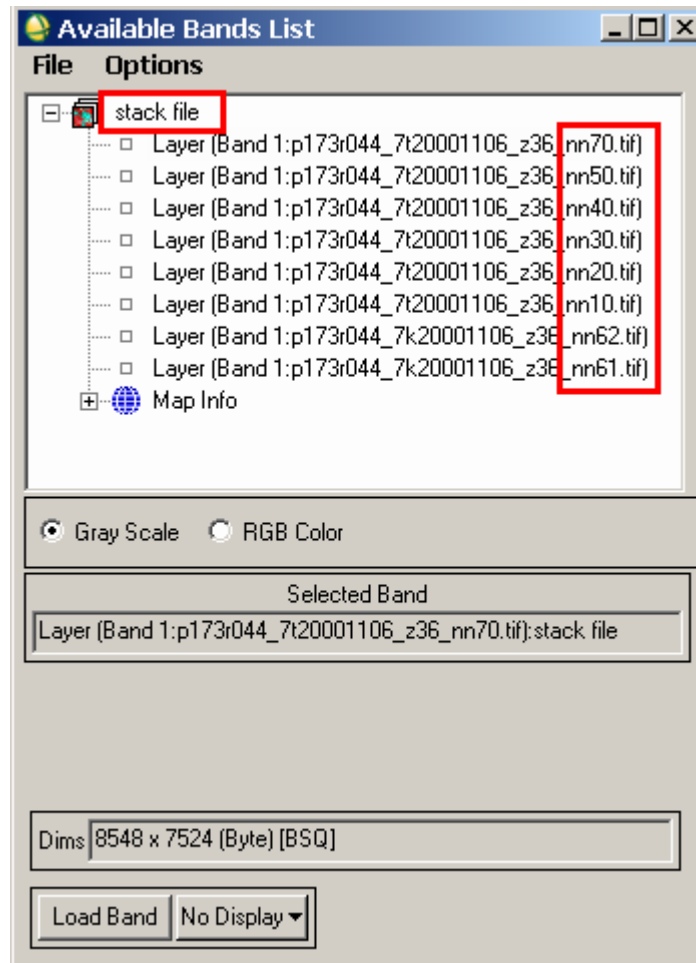 Available Bands List
File Options
stack file
Layer (Band 1:p173r044_7t20001106_z36_nn70.tif)
Layer (Band 1:p173r044_7t20001106_z36_nn50.tif)
Layer (Band 1:p173r044_7t20001106_z36_nn40.tif)
Layer (Band 1:p173r044_7t20001106_z36_nn30.tif)
Layer (Band 1:p173r044_7t20001106_z36_nn20.tif)
Layer (Band 1:p173r044_7t20001106_z36_nn10.tif)
Layer (Band 1:p173r044_7k20001106_z36_nn62.tif)
Layer (Band 1:p173r044_7k20001106_z36_nn61.tif)
Map Info
Gray Scale RGB Color
Selected Band
Layer (Band 1:p173r044_7t20001106_z36_nn70.tif):stack file
Dims 8548 x 7524 (Byte) [BSQ]
Load Band No Display